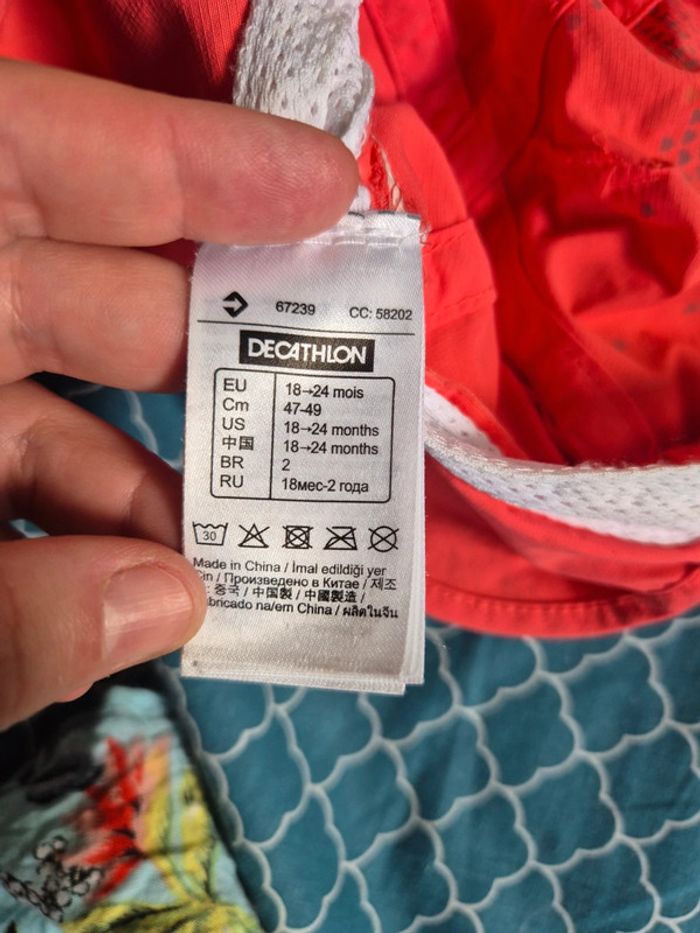 67239 CC: 58202
DECATHLON
EU 18→24 mois
Cm 47-49
US 18→24 months
中国 18→24 months
BR 2
RU 18мес-2 года
30
Made in China / İmal edildiği yer
Çin / Произведено в Китае / 제조
: 중국 / 中国製 / 中國製造 /
abricado na/em China / ผลิตในจีน